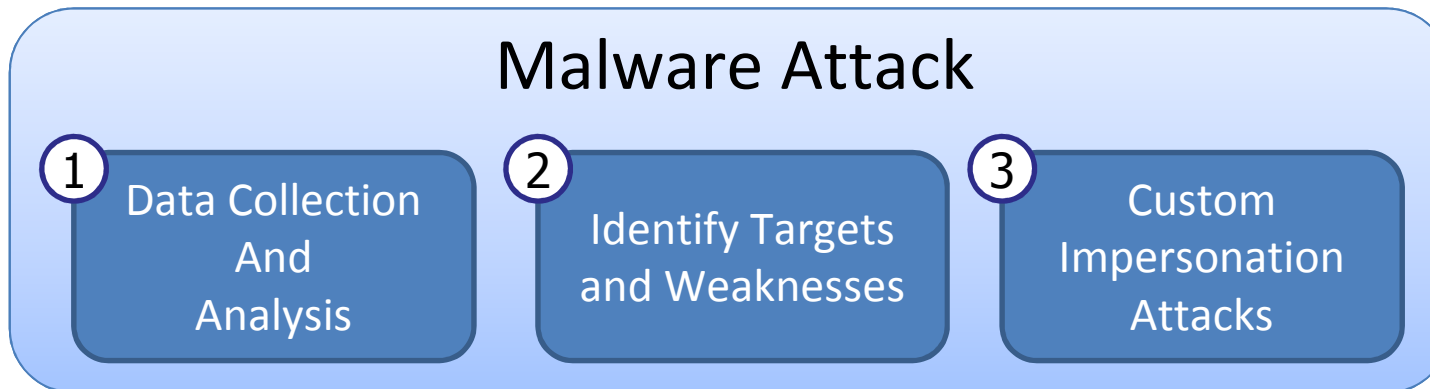 Malware Attack
1
Data Collection
And
Analysis
2
Identify Targets
and Weaknesses
3
Custom
Impersonation
Attacks